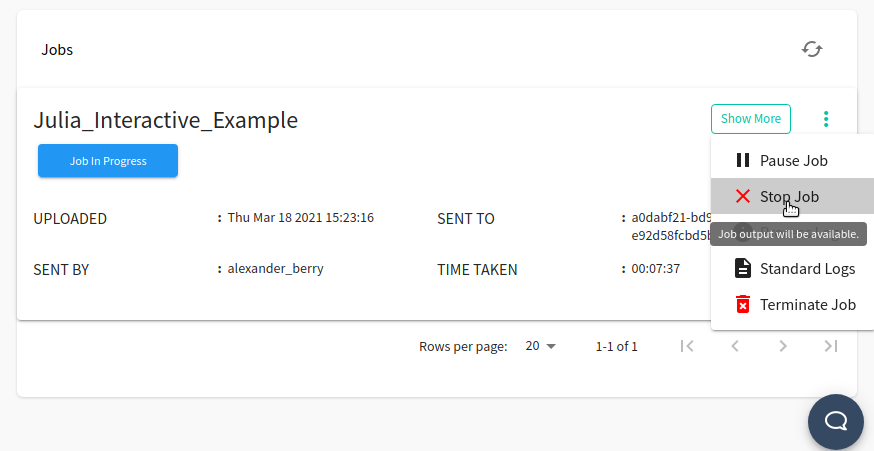 Jobs
Julia_Interactive_Example
Show More
Job In Progress
Pause Job
Stop Job
Job output will be available.
Standard Logs
Terminate Job
UPLOADED : Thu Mar 18 2021 15:23:16
SENT TO : a0dabf21-bd9
e92d58fcbd5
SENT BY : alexander_berry
TIME TAKEN : 00:07:37
Rows per page: 20 1-1 of 1